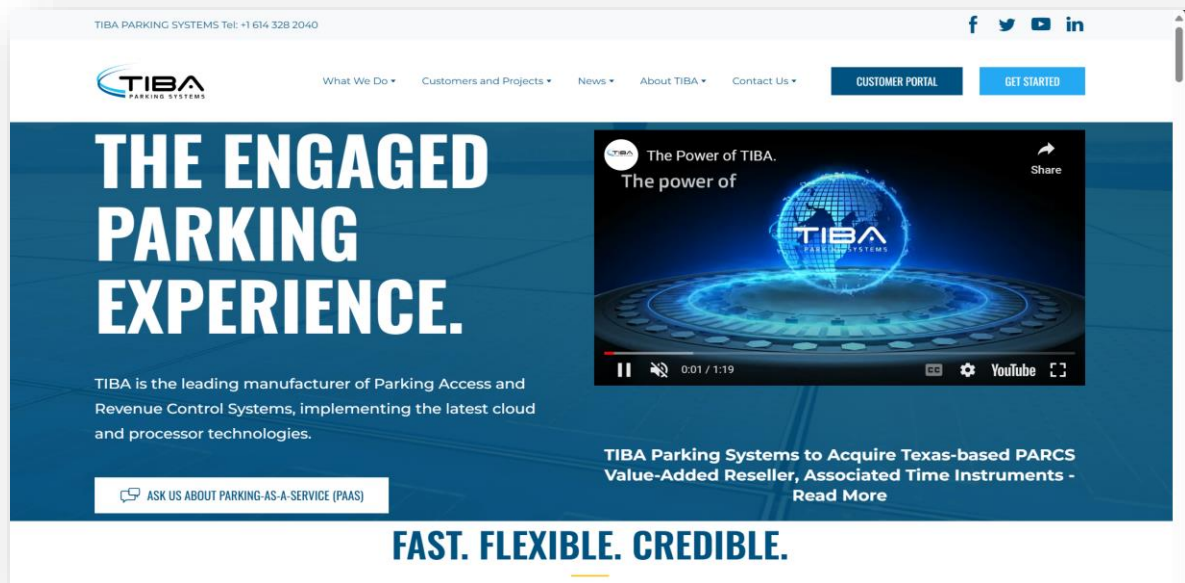 TIBA PARKING SYSTEMS Tel: +1 614 328 2040
f in
TIBA
PARKING SYSTEMS
What We Do
Customers and Projects
News
About TIBA
Contact Us
CUSTOMER PORTAL
GET STARTED
THE ENGAGED
PARKING
EXPERIENCE.
TIBA is the leading manufacturer of Parking Access and
Revenue Control Systems, implementing the latest cloud
and processor technologies.
ASK US ABOUT PARKING-AS-A-SERVICE (PAAS)
TIBA
The Power of TIBA.
Share
The power of
TIBA
PARKING SYSTEMS
0:01 / 1:19
CC
YouTube
TIBA Parking Systems to Acquire Texas-based PARCS
Value-Added Reseller, Associated Time Instruments -
Read More
FAST. FLEXIBLE. CREDIBLE.